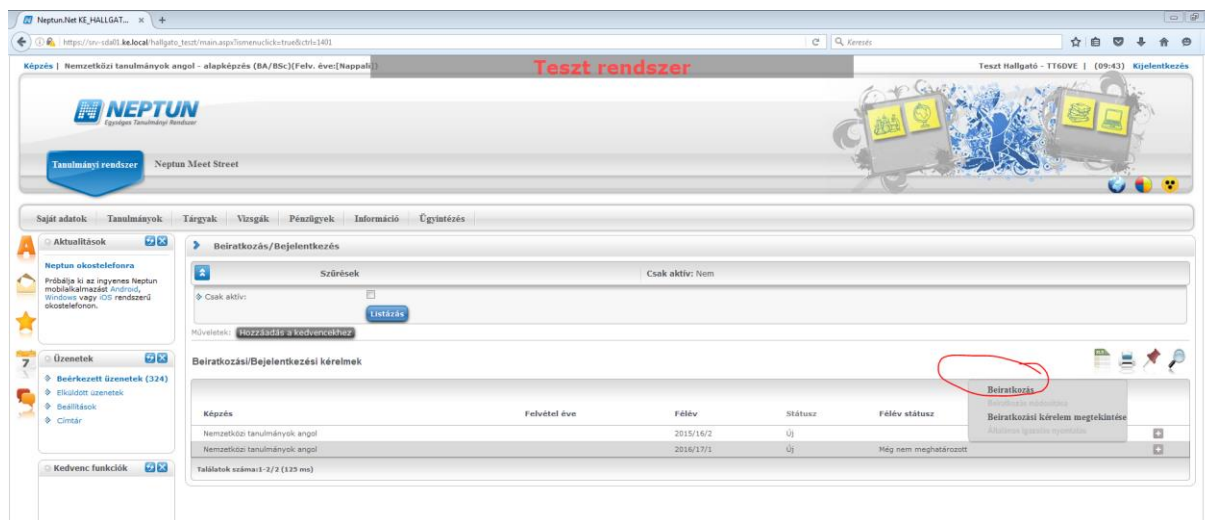 Neptun.Net KE_HALLGAT... × +
https://srv-sda01.ke.local/hallgato_teszt/main.aspx?ismenuclick=true&ctrl=1401
Keresés
Képzés | Nemzetközi tanulmányok angol - alapképzés (BA/BSc)(Felv. éve:[Nappali])
Teszt rendszer
Teszt Hallgató - TT6DVE | (09:43) Kijelentkezés
NEPTUN
Egységes Tanulmányi Rendszer
Tanulmányi rendszer Neptun Meet Street
Saját adatok Tanulmányok Tárgyak Vizsgák Pénzügyek Információ Ügyintézés
Aktualitások
Neptun okostelefonra
Próbálja ki az ingyenes Neptun
mobilalkalmazást Android,
Windows vagy iOS rendszerű
okostelefonon.
Beiratkozás/Bejelentkezés
Szűrések Csak aktív: Nem
Csak aktív:
Listázás
Műveletek: Hozzáadás a kedvencekhez
7
Üzenetek
Beérkezett üzenetek (324)
Elküldött üzenetek
Beállítások
Címtár
Beiratkozási/Bejelentkezési kérelmek
Beiratkozás
Beiratkozási kérelem megtekintése
Képzés Felvétel éve Félév Státusz Félév státusz
Nemzetközi tanulmányok angol 2015/16/2 Új
Nemzetközi tanulmányok angol 2016/17/1 Új Még nem meghatározott
Találatok száma:1-2/2 (125 ms)
Kedvenc funkciók